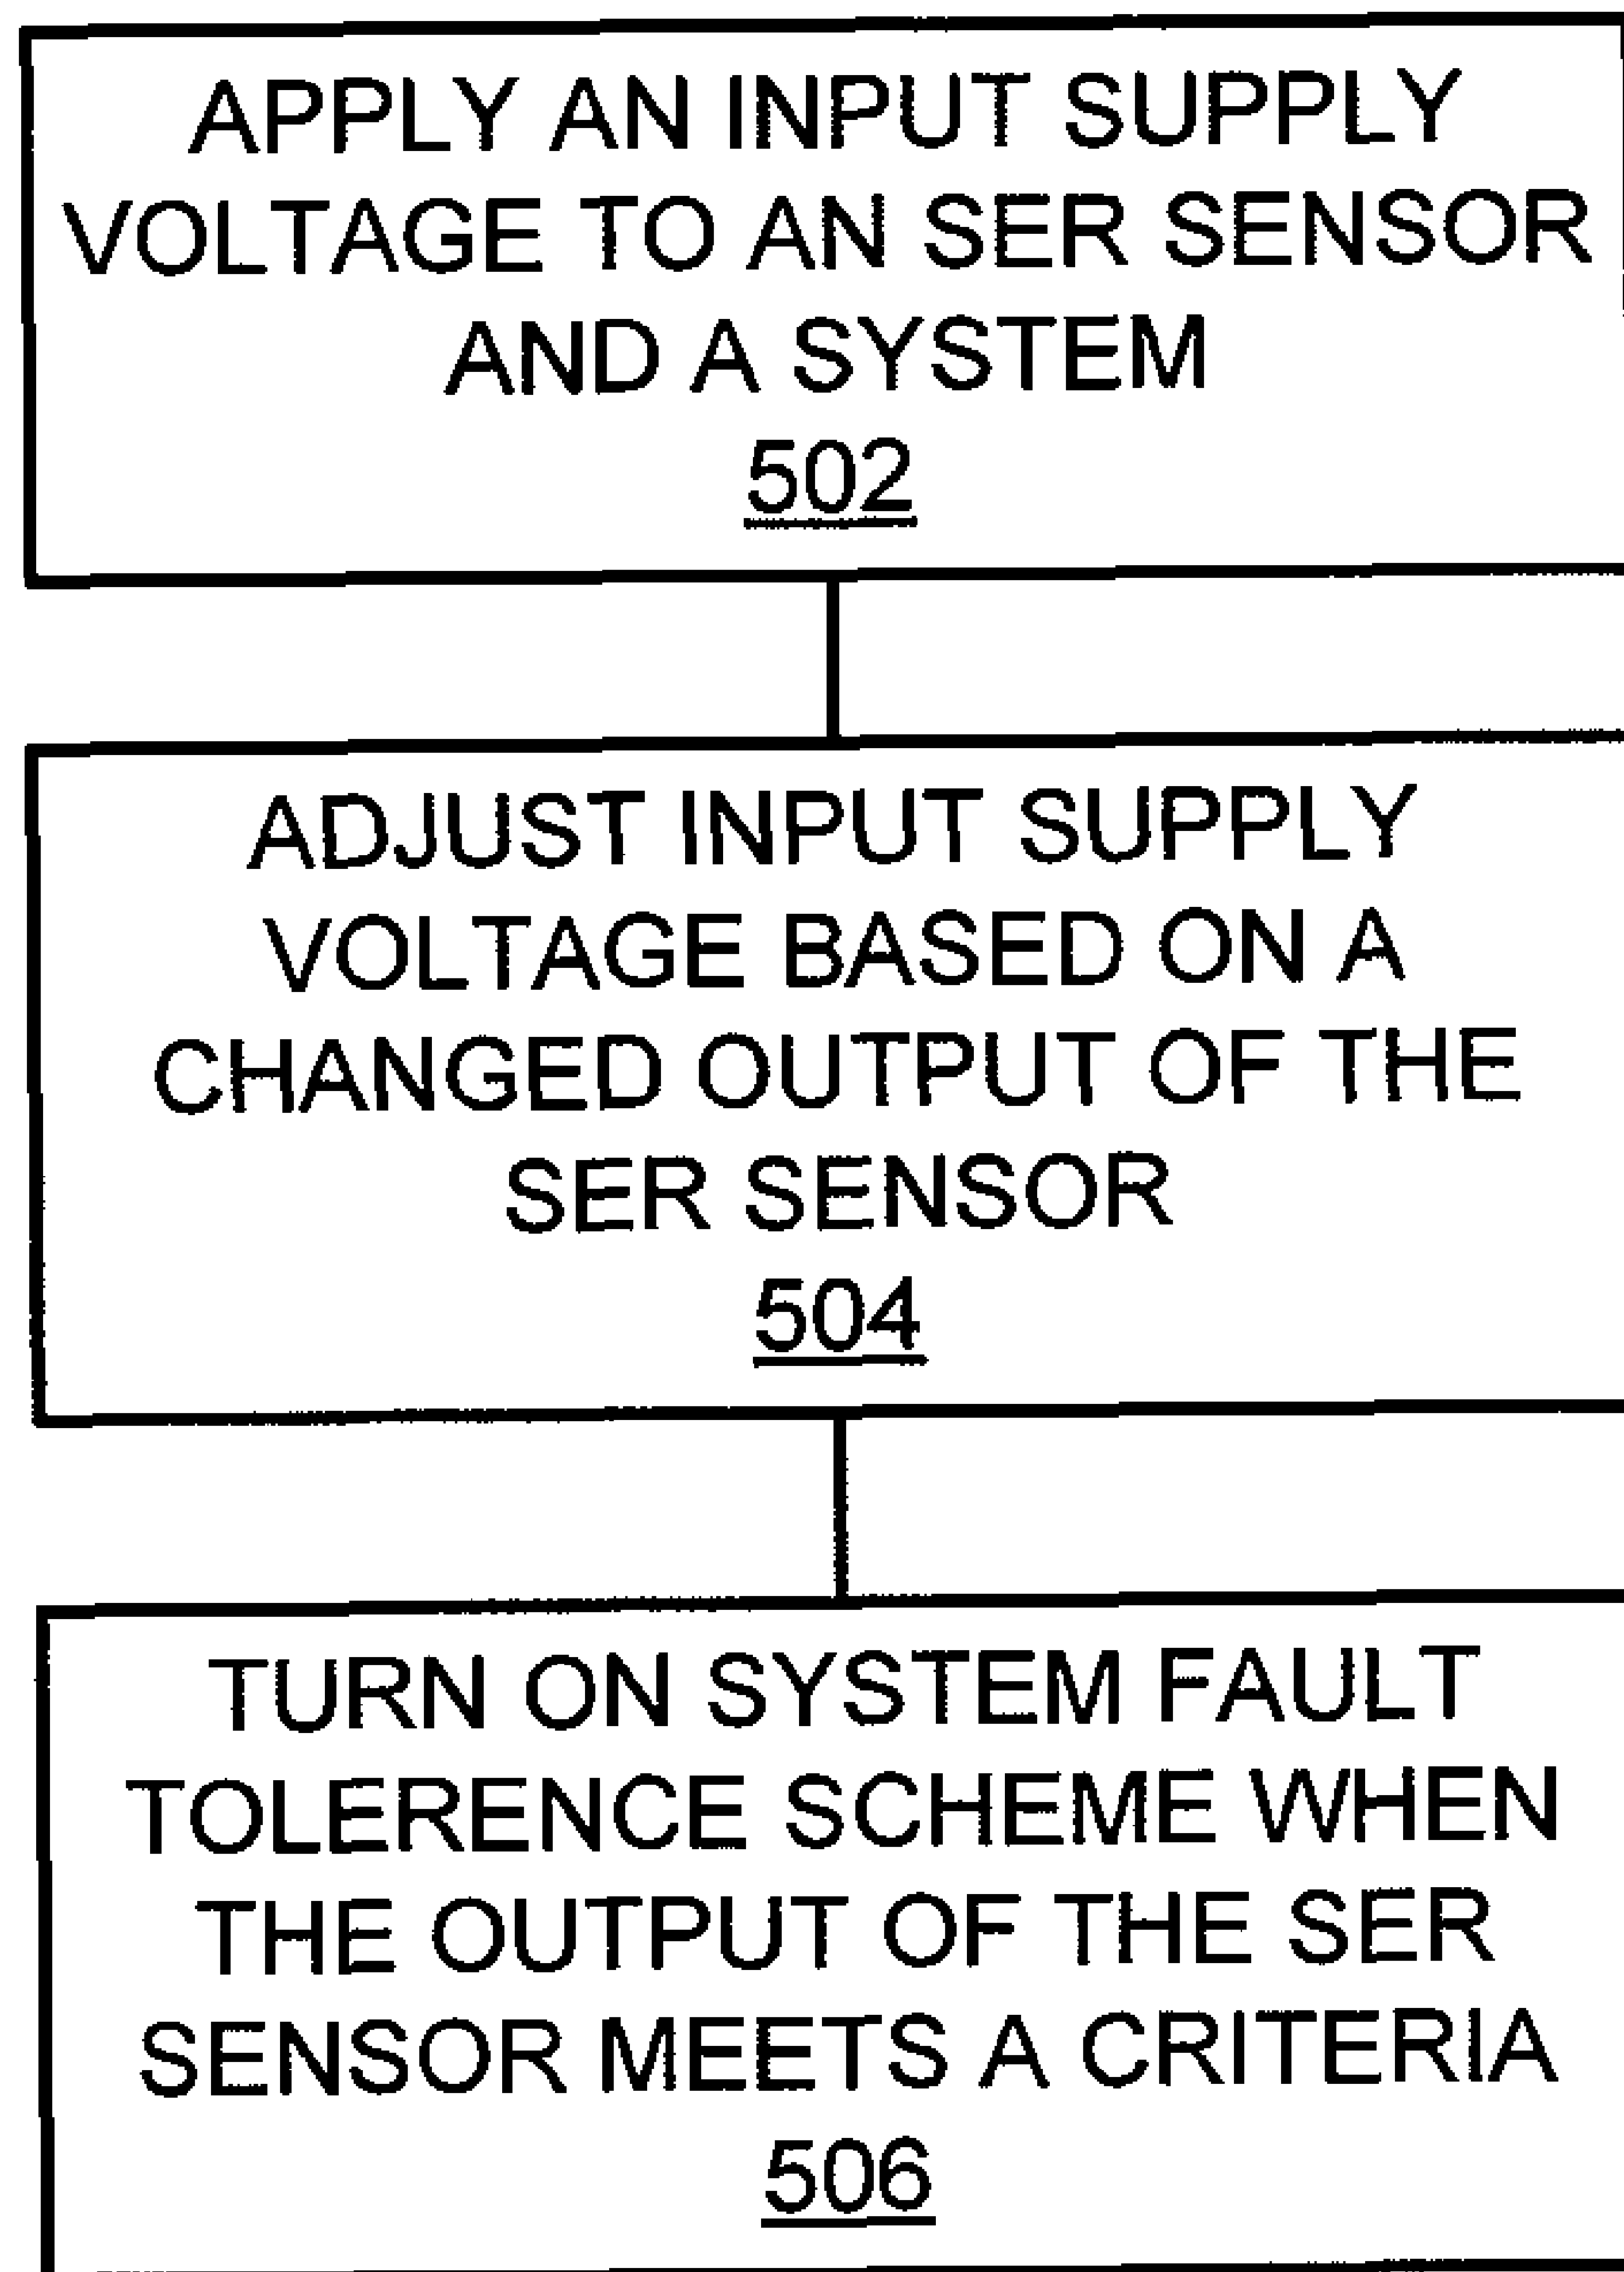 APPLY AN INPUT SUPPLY
VOLTAGE TO AN SER SENSOR
AND A SYSTEM
502
ADJUST INPUT SUPPLY
VOLTAGE BASED ON A
CHANGED OUTPUT OF THE
SER SENSOR
504
TURN ON SYSTEM FAULT
TOLERENCE SCHEME WHEN
THE OUTPUT OF THE SER
SENSOR MEETS A CRITERIA
506